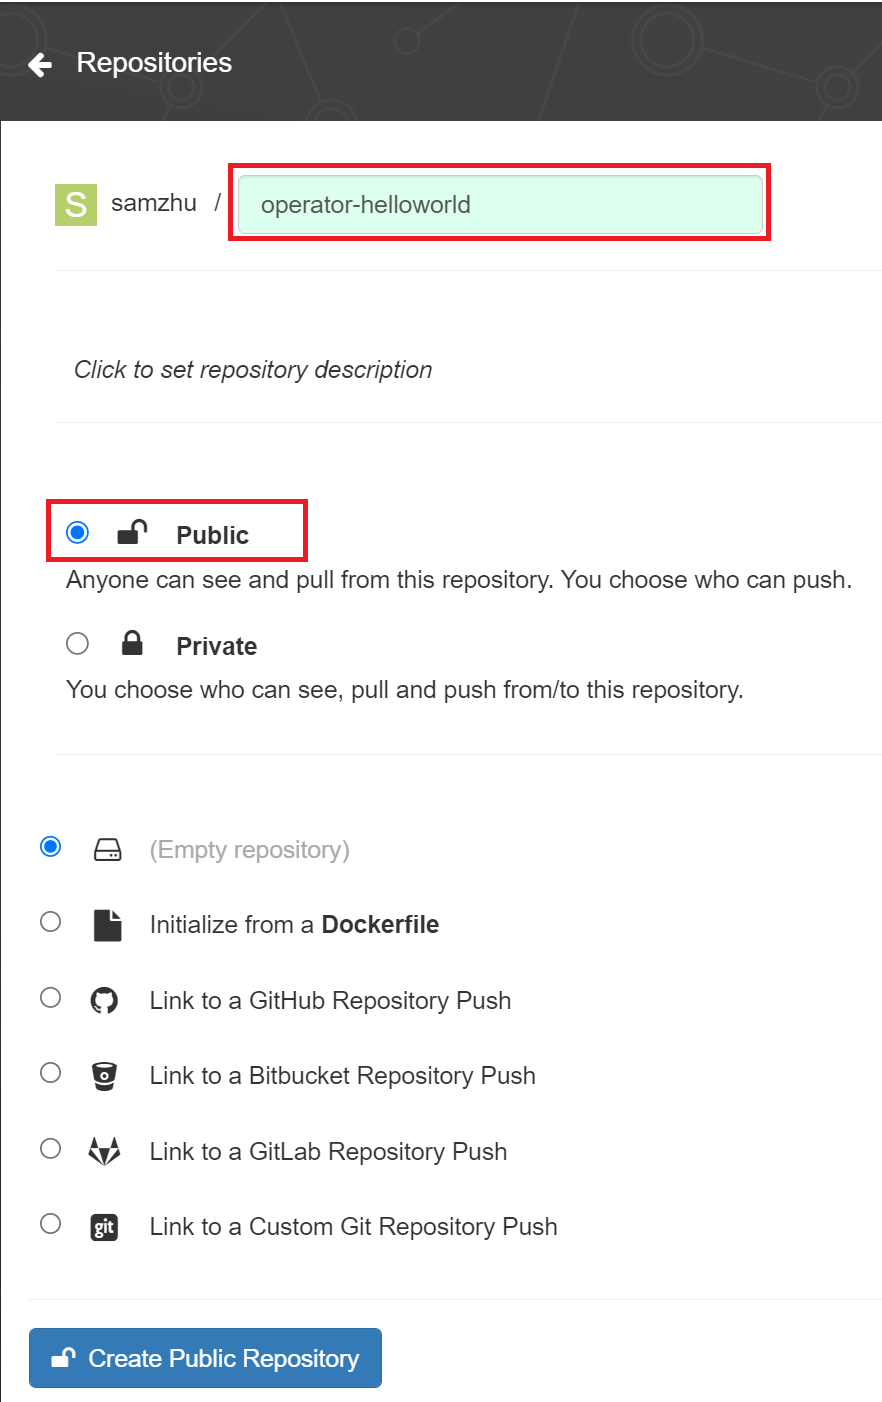 Repositories
S samzhu / operator-helloworld
Click to set repository description
Public
Anyone can see and pull from this repository. You choose who can push.
Private
You choose who can see, pull and push from/to this repository.
(Empty repository)
Initialize from a Dockerfile
Link to a GitHub Repository Push
Link to a Bitbucket Repository Push
Link to a GitLab Repository Push
git Link to a Custom Git Repository Push
Create Public Repository